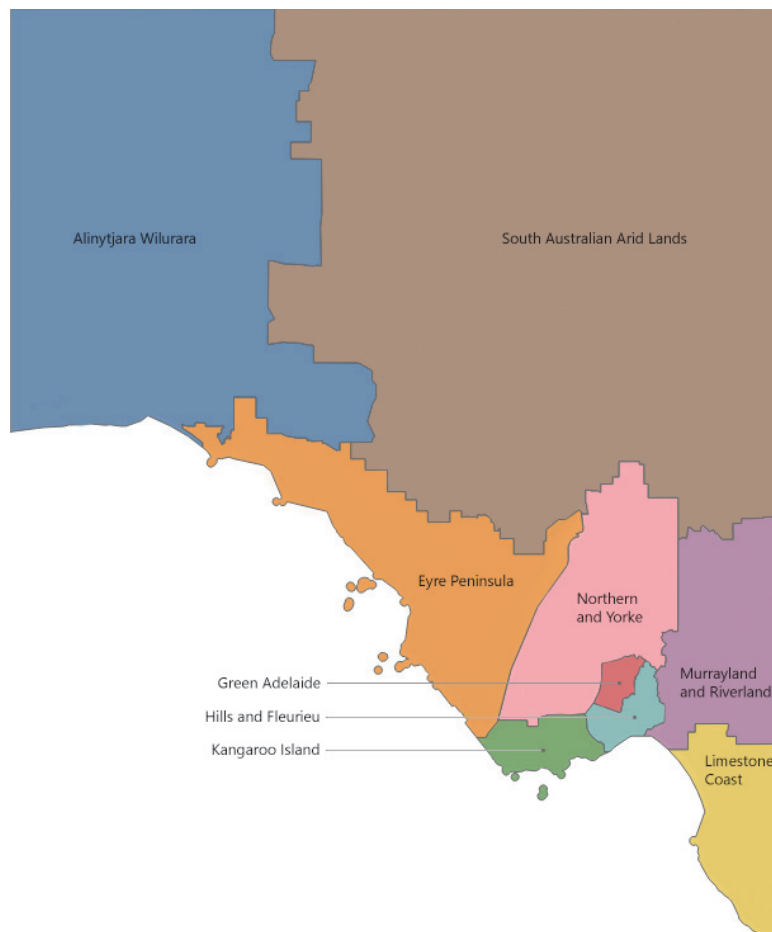 Alinytjara Wilurara
South Australian Arid Lands
Eyre Peninsula
Northern
and Yorke
Green Adelaide
Murrayland
and Riverland
Hills and Fleurieu
Kangaroo Island
Limestone
Coast